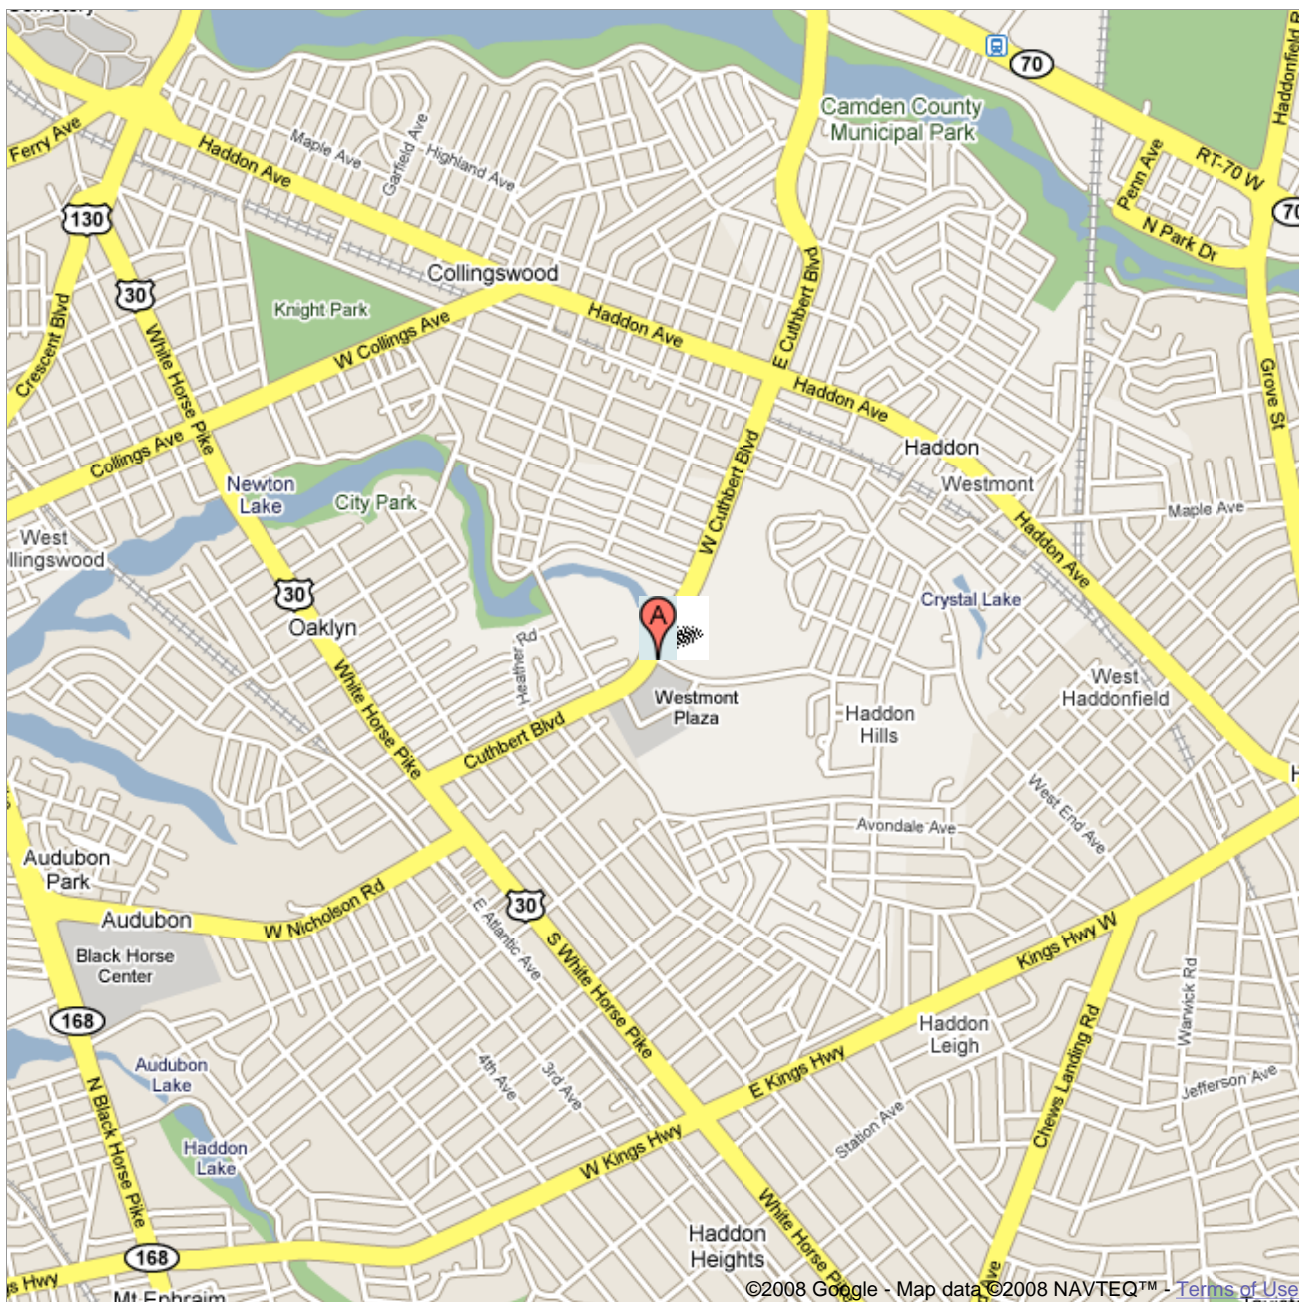 70
Camden County
Municipal Park
Haddonfield R
Ferry Ave
Haddon Ave
Maple Ave
Garfield Ave
Highland Ave
Penn Ave
RT-70 W
70
N Park Dr
130
30
Collingswood
Knight Park
E Cuthbert Blvd
Crescent Blvd
White Horse Pike
W Collings Ave
Haddon Ave
Haddon Ave
Grove St
Collings Ave
Haddon
Newton
Lake
City Park
W Cuthbert Blvd
Westmont
Maple Ave
West
llingswood
Haddon Ave
30
Oaklyn
A
Crystal Lake
Heather Rd
White Horse Pike
Westmont
Plaza
West
Haddonfield
Haddon
Hills
Cuthbert Blvd
H
West End Ave
Avondale Ave
Audubon
Park
30
Audubon
W Nicholson Rd
E Atlantic Ave
Black Horse
Center
S White Horse Pike
Kings Hwy W
Warwick Rd
168
Haddon
Leigh
Chews Landing Rd
Audubon
Lake
4th Ave
3rd Ave
E Kings Hwy
Jefferson Ave
N Black Horse Pike
Station Ave
Haddon
Lake
W Kings Hwy
White Horse Pike
Haddon
Heights
168
gs Hwy
Mt Ephraim
Ave
©2008 Google - Map data ©2008 NAVTEQ™ - Terms of Use